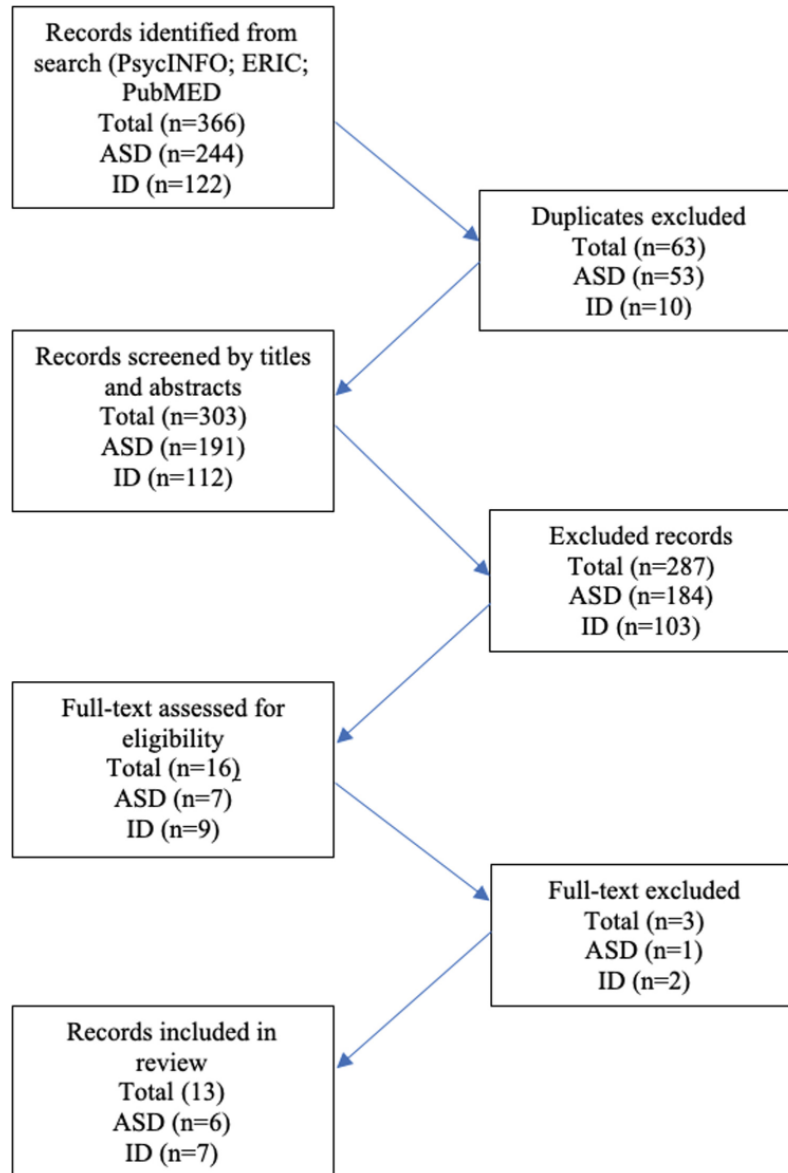 Records identified from
search (PsycINFO; ERIC;
PubMED
Total (n=366)
ASD (n=244)
ID (n=122)
Duplicates excluded
Total (n=63)
ASD (n=53)
ID (n=10)
Records screened by titles
and abstracts
Total (n=303)
ASD (n=191)
ID (n=112)
Excluded records
Total (n=287)
ASD (n=184)
ID (n=103)
Full-text assessed for
eligibility
Total (n=16)
ASD (n=7)
ID (n=9)
Full-text excluded
Total (n=3)
ASD (n=1)
ID (n=2)
Records included in
review
Total (13)
ASD (n=6)
ID (n=7)